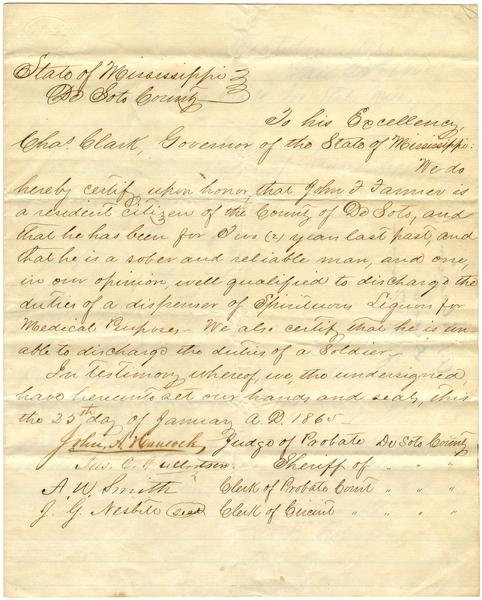 State of Mississippi
De Soto County
To his Excellency,
Chas. Clark, Governor of the State of Mississippi:
We do
hereby certify, upon honor, that John F Farmer is
a resident citizen of the County of De Soto, and
that he has been for Two (2) years last past, and
that he is a sober and reliable man, and one,
in our opinion, well qualified to discharge the
duties of a dispenser of Spirituous Liquors for
Medical Purposes - We also certify that he is un-
able to discharge the duties of a Soldier.
In testimony whereof, we, the undersigned
have hereunto set our hands and seals, this
the 25th day of January A.D. 1865
John A Hancock, Judge of Probate De Soto County
Sheriff of " " "
A. W. Smith Clerk of Probate Court " " "
J. G. Nesbitt (Seal) Clerk of Circuit " " " "